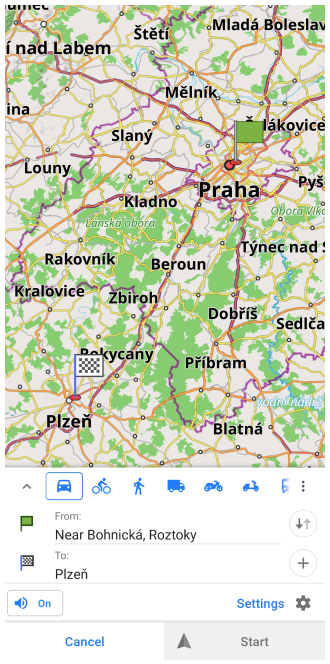 Štětí
Mladá Boleslav
í nad Labem
Mělník
ina
Slaný
lákovice
Louny
Praha
Pyš
Kladno
Obora Vlko
Lánská obora
Týnec nad S
Rakovník
Beroun
Kralovice
Zbiroh
Dobříš
Sedlča
Rokycany
Příbram
Plzeň
Vodní nádrž
Blatná
From:
Near Bohnická, Roztoky
To:
Plzeň
On
Settings
Cancel
Start